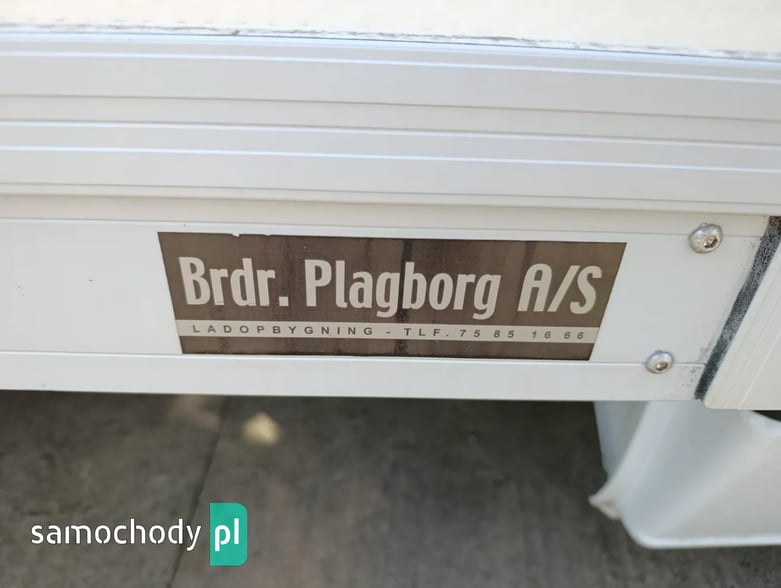 Brdr. Plagborg A/S
LADOPBYGNING - TLF. 75 85 16 66
samochody pl